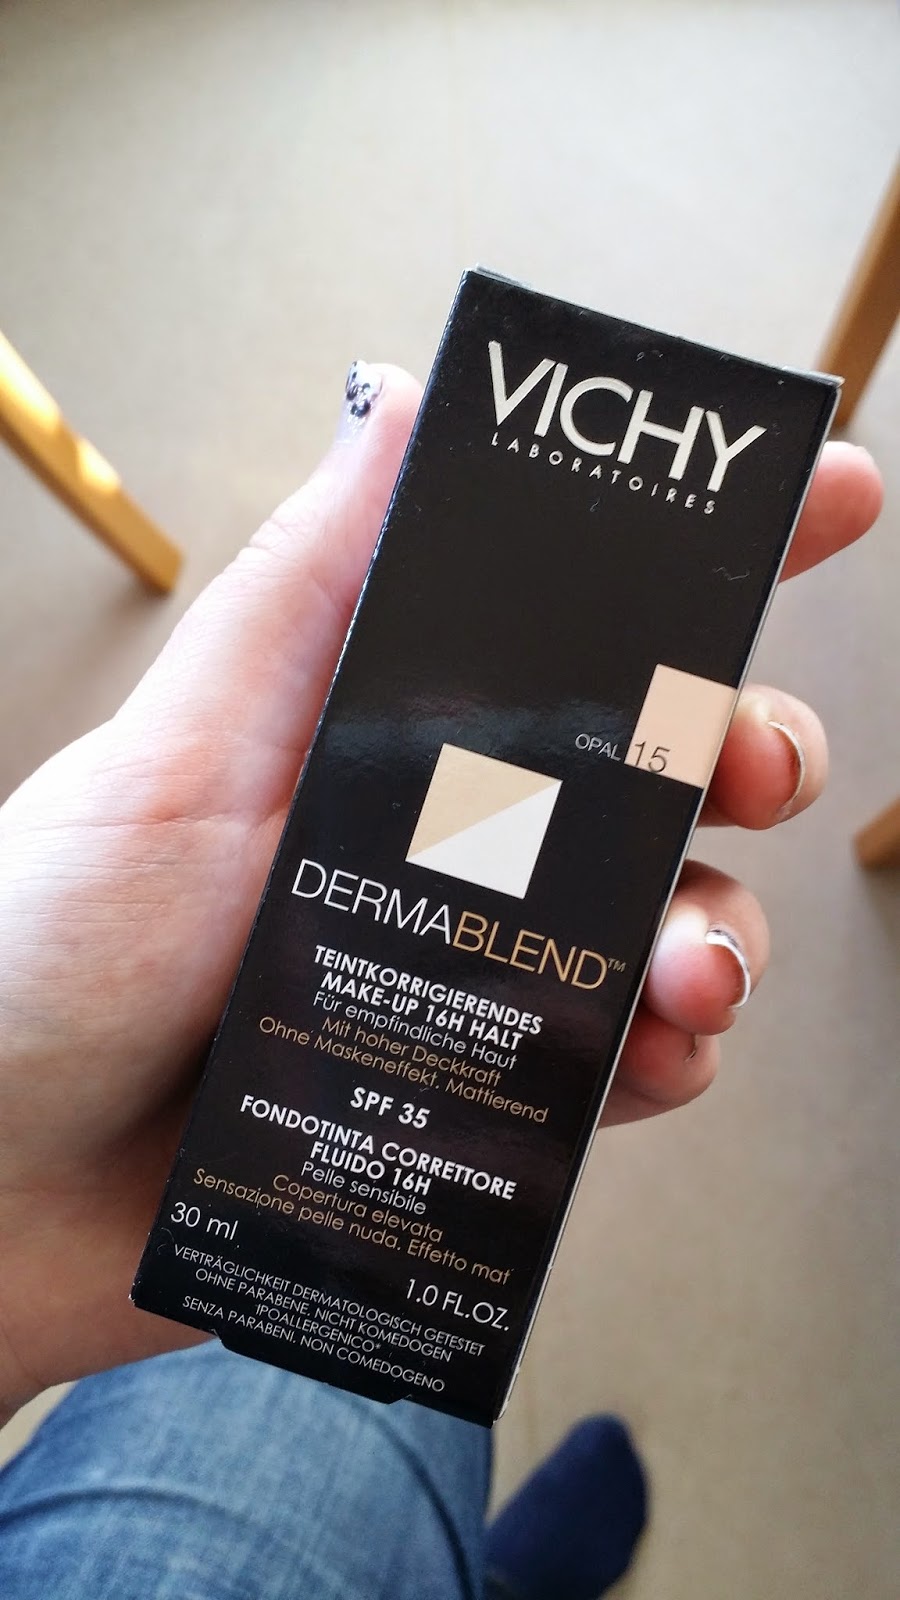 VICHY
LABORATOIRES
OPAL 15
DERMABLEND™
TEINTKORRIGIERENDES
MAKE-UP 16H HALT
Für empfindliche Haut
Mit hoher Deckkraft
Ohne Maskeneffekt. Mattierend
SPF 35
FONDOTINTA CORRETTORE
FLUIDO 16H
Pelle sensibile
Copertura elevata
Sensazione pelle nuda. Effetto mat
30 ml
1.0 FL.OZ.
VERTRÄGLICHKEIT DERMATOLOGISCH GETESTET
OHNE PARABENE. NICHT KOMEDOGEN
IPOALLERGENICO*
SENZA PARABENI. NON COMEDOGENO